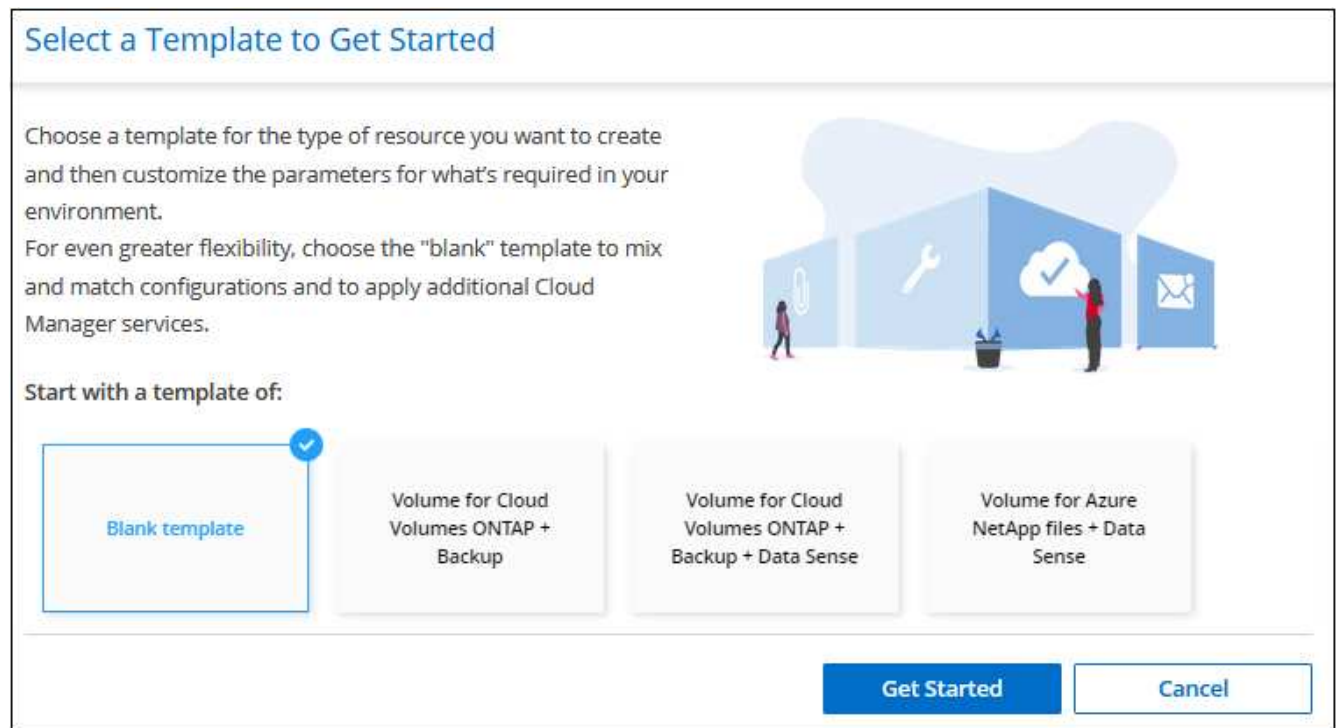 Select a Template to Get Started
Choose a template for the type of resource you want to create
and then customize the parameters for what's required in your
environment.
For even greater flexibility, choose the "blank" template to mix
and match configurations and to apply additional Cloud
Manager services.
Start with a template of:
Blank template
Volume for Cloud
Volumes ONTAP +
Backup
Volume for Cloud
Volumes ONTAP +
Backup + Data Sense
Volume for Azure
NetApp files + Data
Sense
Get Started
Cancel